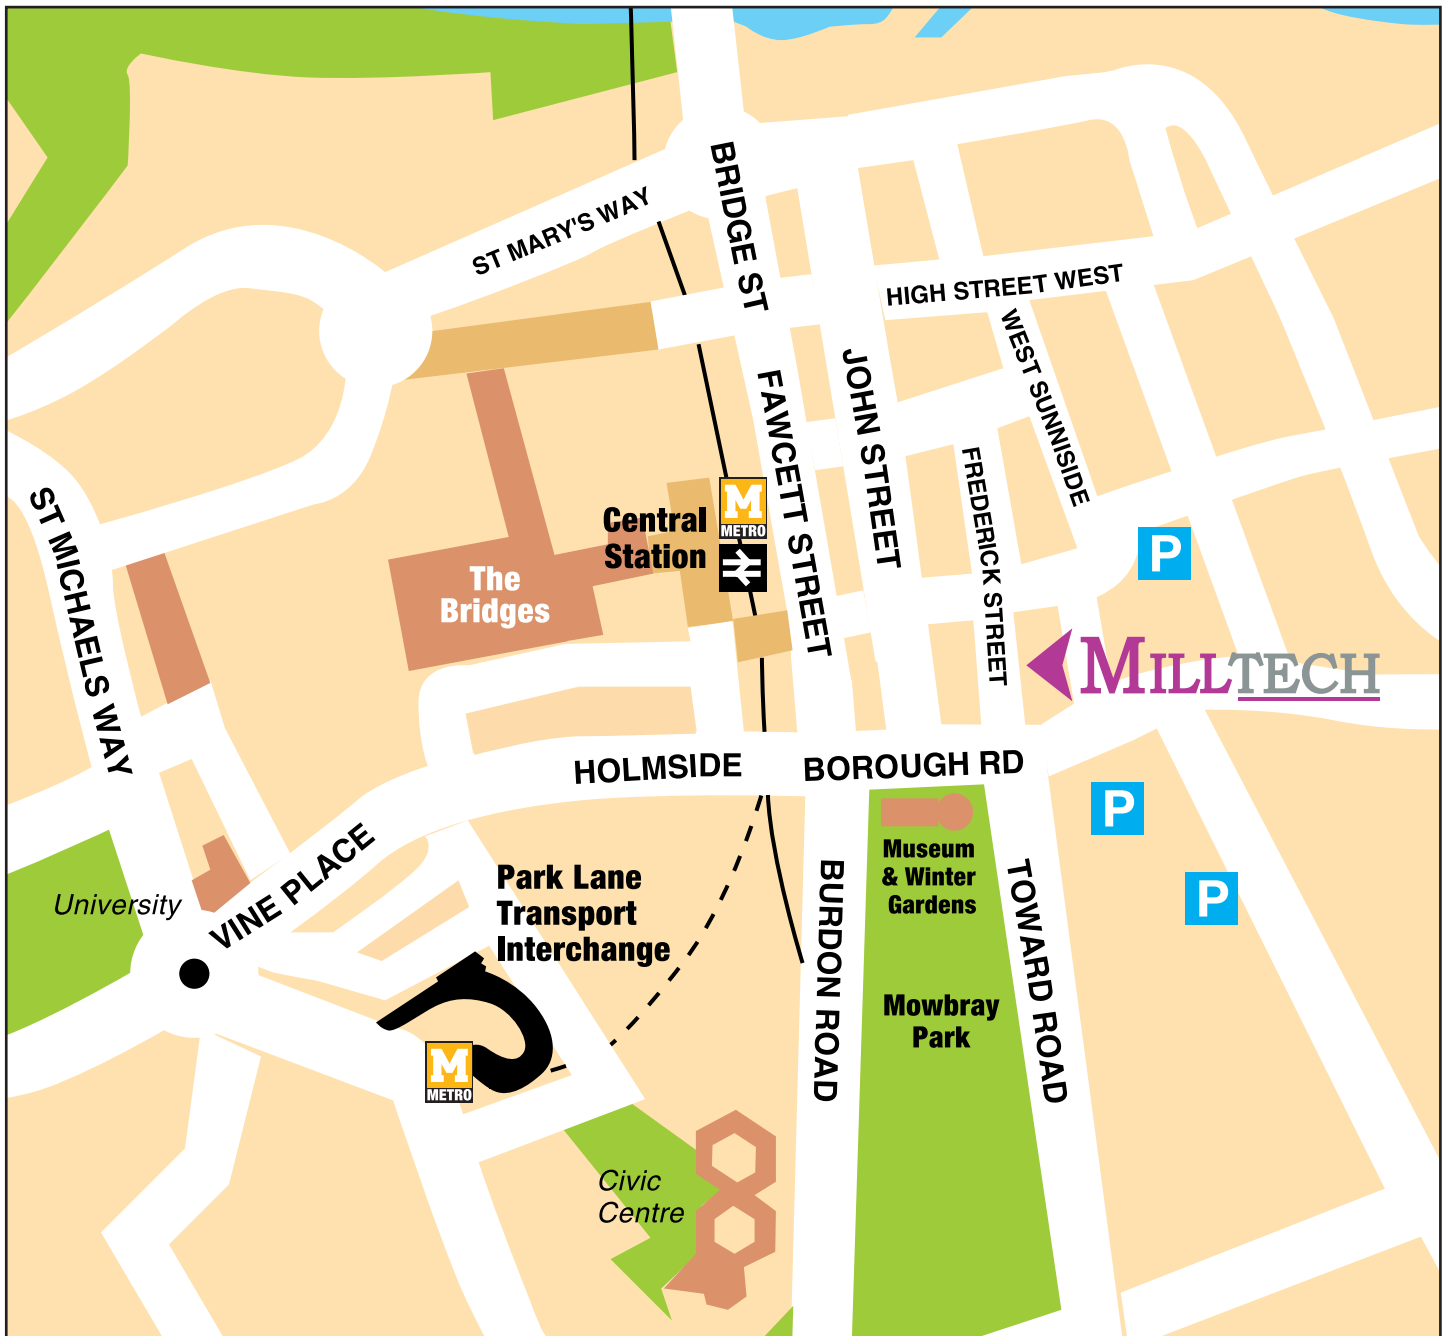 BRIDGE ST
ST MARY'S WAY
HIGH STREET WEST
WEST SUNNISIDE
JOHN STREET
FAWCETT STREET
FREDERICK STREET
ST MICHAELS WAY
Central
Station
M
METRO
P
The
Bridges
MILLTECH
HOLMSIDE
BOROUGH RD
P
VINE PLACE
University
Park Lane
Transport
Interchange
Museum
& Winter
Gardens
P
BURDON ROAD
TOWARD ROAD
Mowbray
Park
M
METRO
Civic
Centre